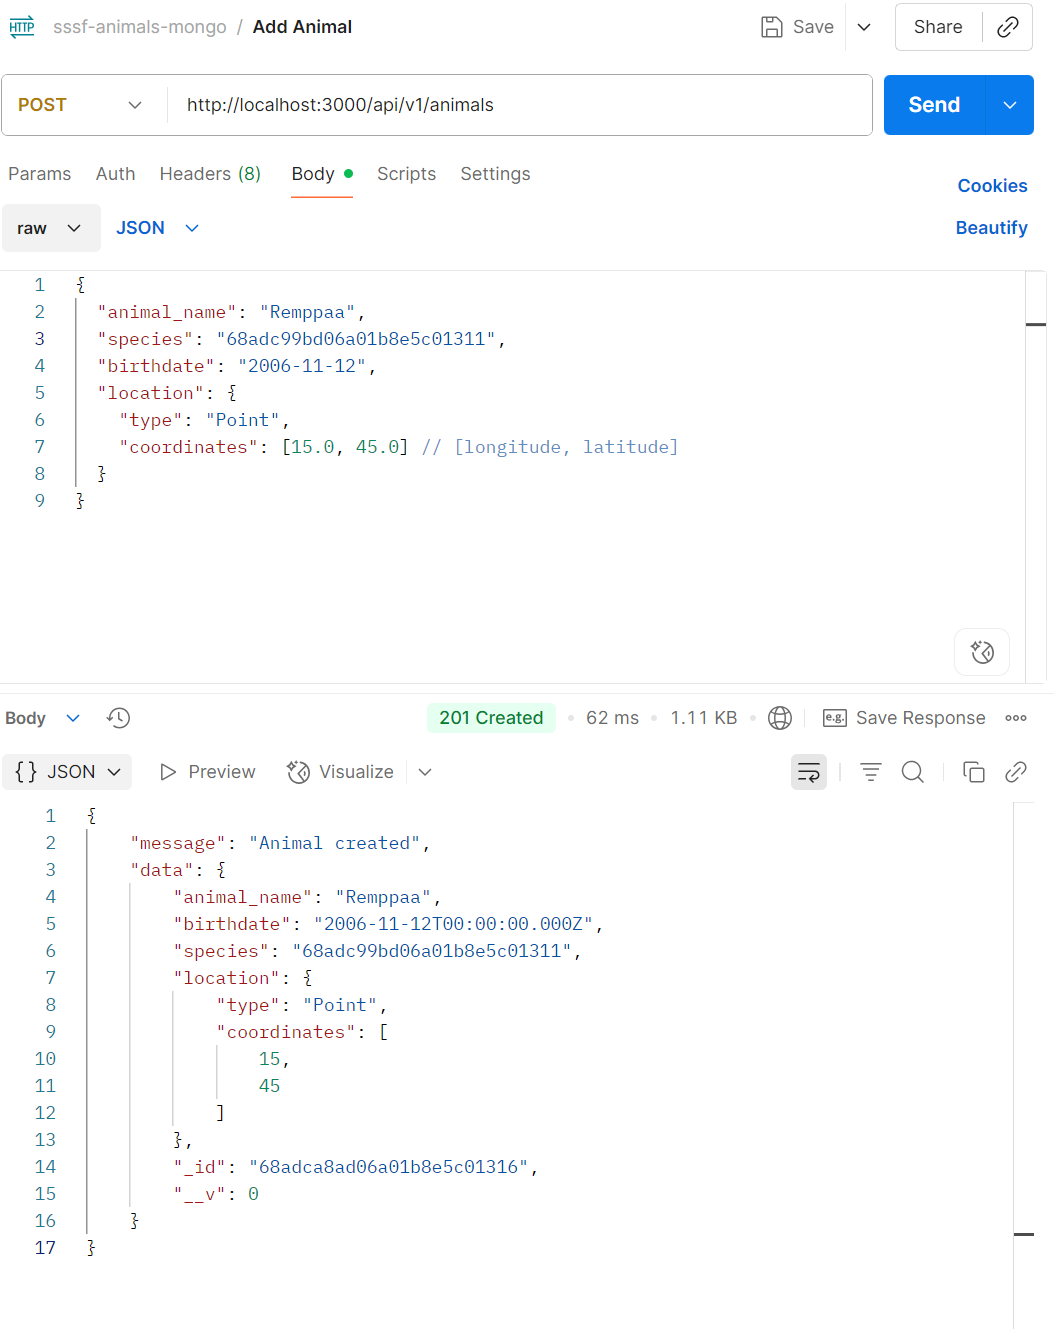 HTTP sssf-animals-mongo / Add Animal Save Share
POST http://localhost:3000/api/v1/animals Send
Params Auth Headers (8) Body Scripts Settings Cookies
raw JSON Beautify
1 {
2 "animal_name": "Remppaa",
3 "species": "68adc99bd06a01b8e5c01311",
4 "birthdate": "2006-11-12",
5 "location": {
6 "type": "Point",
7 "coordinates": [15.0, 45.0] // [longitude, latitude]
8 }
9 }
Body 201 Created • 62 ms • 1.11 KB • e.g. Save Response
{} JSON Preview Visualize
1 {
2 "message": "Animal created",
3 "data": {
4 "animal_name": "Remppaa",
5 "birthdate": "2006-11-12T00:00:00.000Z",
6 "species": "68adc99bd06a01b8e5c01311",
7 "location": {
8 "type": "Point",
9 "coordinates": [
10 15,
11 45
12 ]
13 },
14 "_id": "68adca8ad06a01b8e5c01316",
15 "__v": 0
16 }
17 }